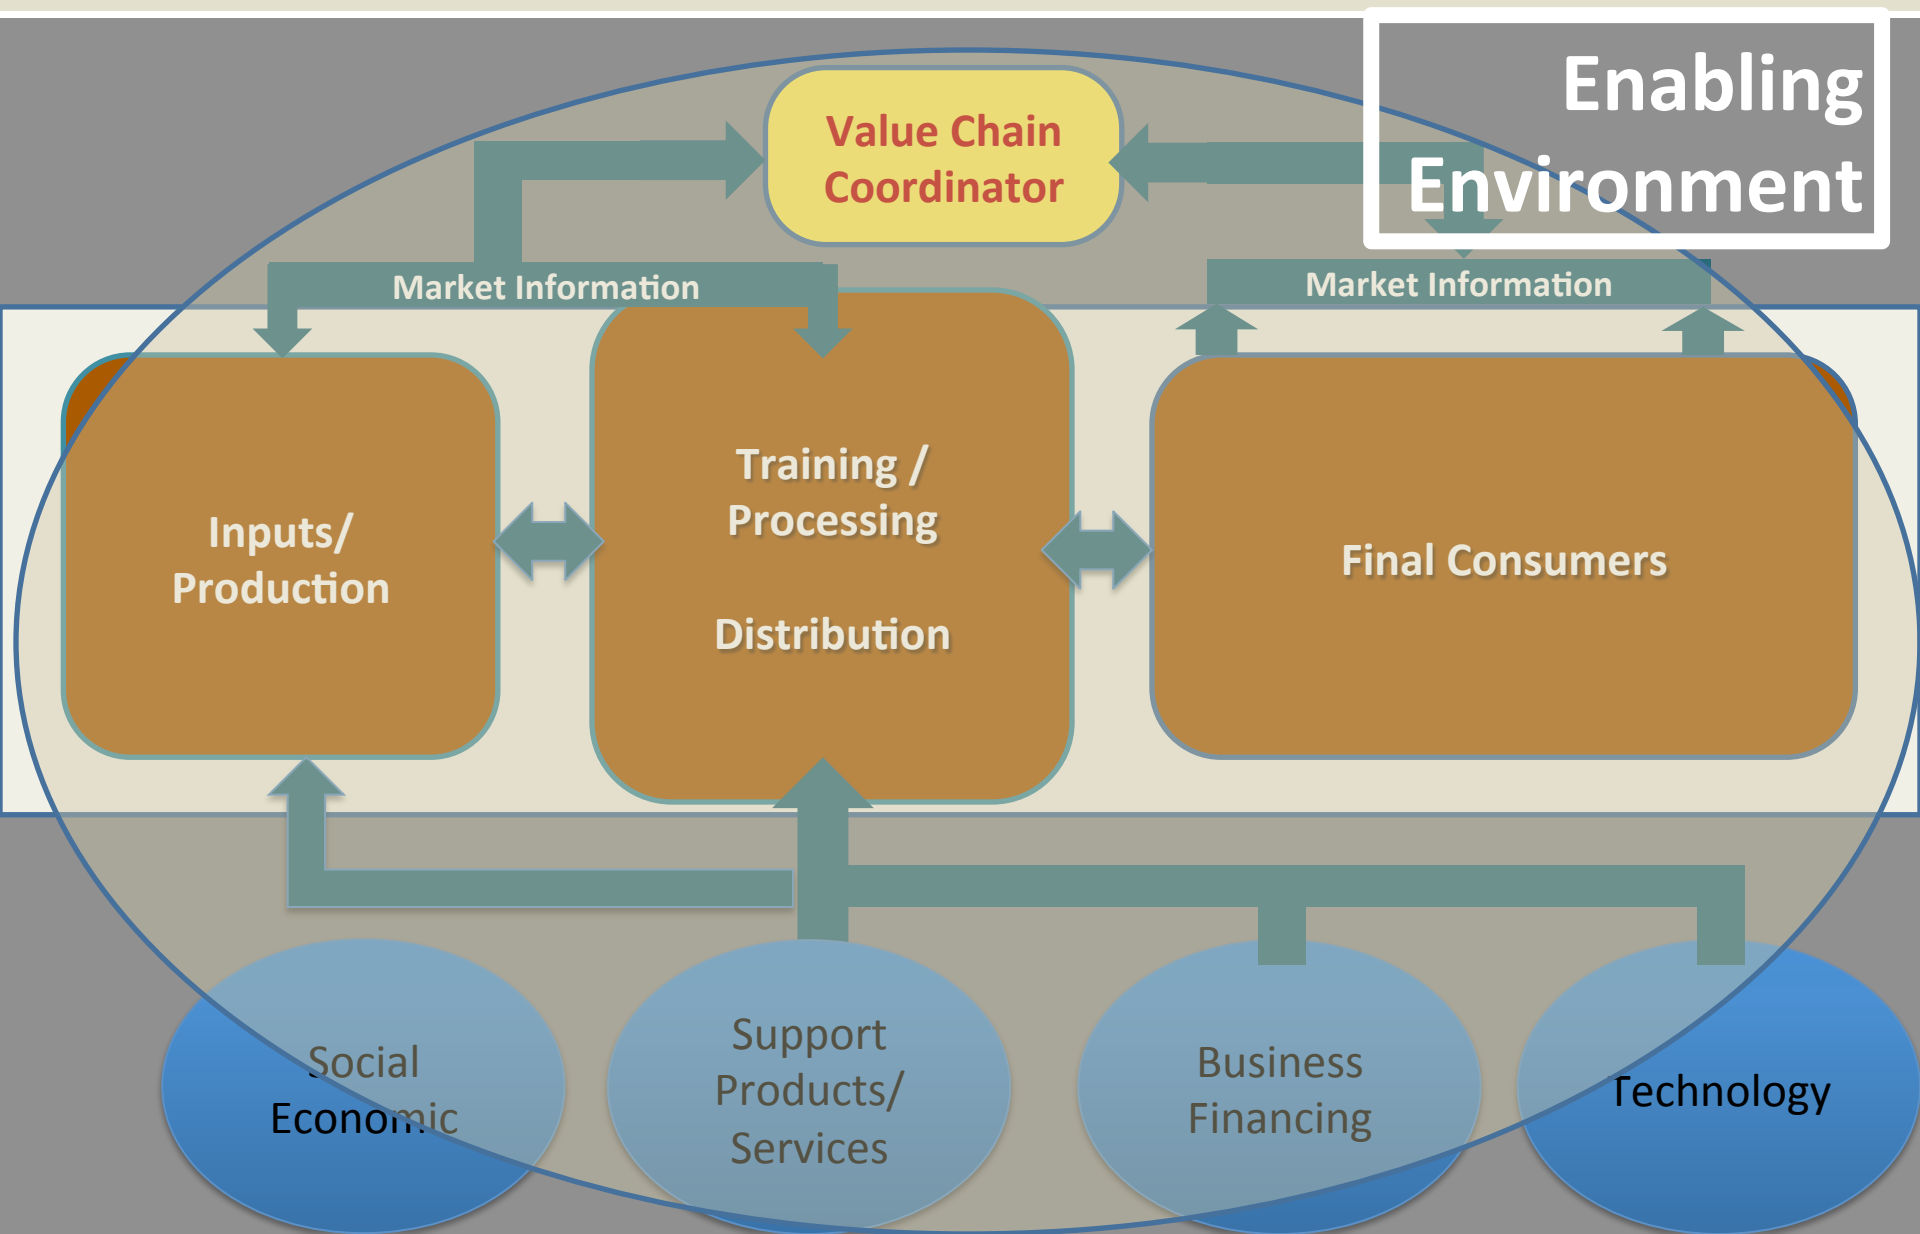 Enabling
Environment
Value Chain
Coordinator
Market Information
Market Information
Inputs/
Production
Training /
Processing
Distribution
Final Consumers
Social
Economic
Support
Products/
Services
Business
Financing
Technology